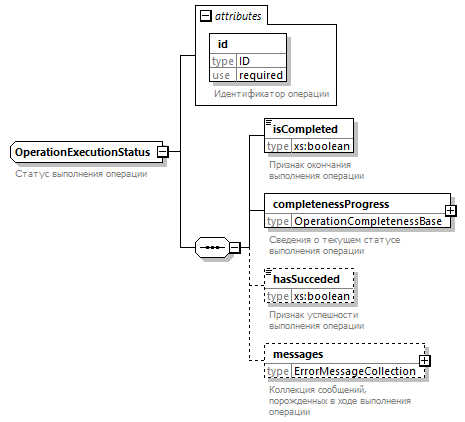 attributes
id
type ID
use required
Идентификатор операции
OperationExecutionStatus
Статус выполнения операции
isCompleted
type xs:boolean
Признак окончания
выполнения операции
completenessProgress
type OperationCompletenessBase
Сведения о текущем статусе
выполнения операции
hasSucceded
type xs:boolean
Признак успешности
выполнения операции
messages
type ErrorMessageCollection
Коллекция сообщений,
порожденных в ходе выполнения
операции